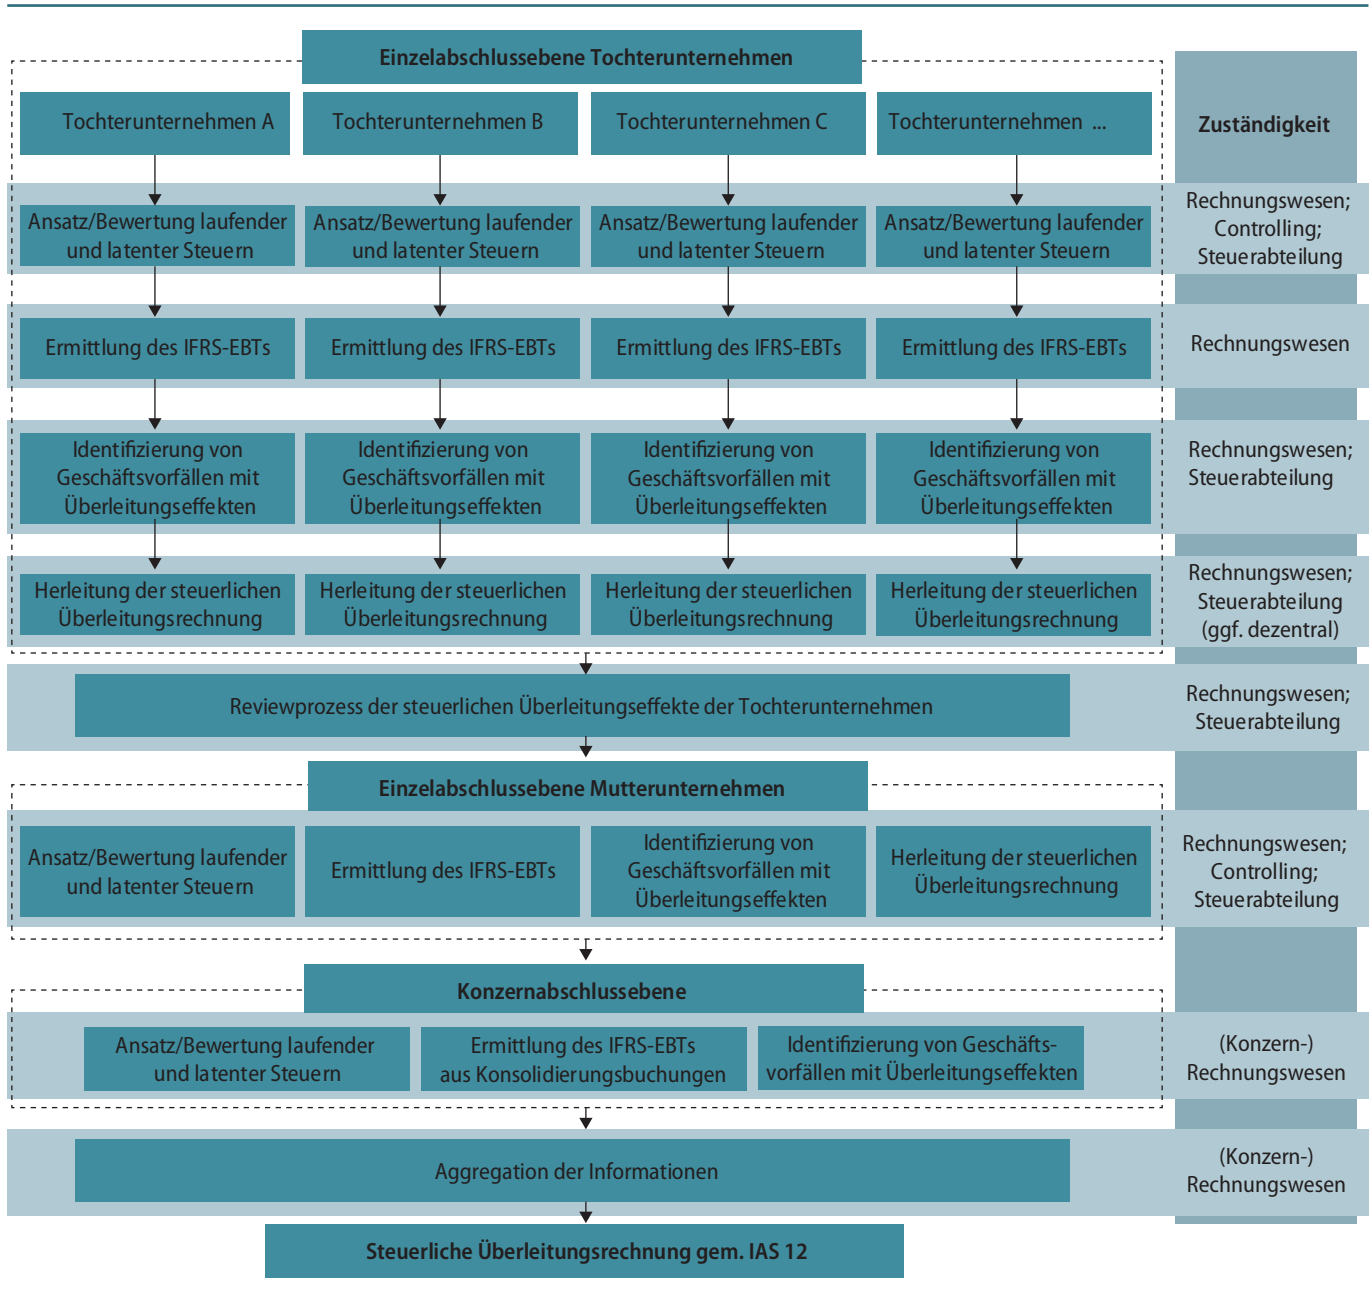 Einzelabschlussebene Tochterunternehmen
Tochterunternehmen A
Tochterunternehmen B
Tochterunternehmen C
Tochterunternehmen ...
Zuständigkeit
Ansatz/Bewertung laufender
und latenter Steuern
Ansatz/Bewertung laufender
und latenter Steuern
Ansatz/Bewertung laufender
und latenter Steuern
Ansatz/Bewertung laufender
und latenter Steuern
Rechnungswesen;
Controlling;
Steuerabteilung
Ermittlung des IFRS-EBTs
Ermittlung des IFRS-EBTs
Ermittlung des IFRS-EBTs
Ermittlung des IFRS-EBTs
Rechnungswesen
Identifizierung von
Geschäftsvorfällen mit
Überleitungseffekten
Identifizierung von
Geschäftsvorfällen mit
Überleitungseffekten
Identifizierung von
Geschäftsvorfällen mit
Überleitungseffekten
Identifizierung von
Geschäftsvorfällen mit
Überleitungseffekten
Rechnungswesen;
Steuerabteilung
Herleitung der steuerlichen
Überleitungsrechnung
Herleitung der steuerlichen
Überleitungsrechnung
Herleitung der steuerlichen
Überleitungsrechnung
Herleitung der steuerlichen
Überleitungsrechnung
Rechnungswesen;
Steuerabteilung
(ggf. dezentral)
Reviewprozess der steuerlichen Überleitungseffekte der Tochterunternehmen
Rechnungswesen;
Steuerabteilung
Einzelabschlussebene Mutterunternehmen
Ansatz/Bewertung laufender
und latenter Steuern
Ermittlung des IFRS-EBTs
Identifizierung von
Geschäftsvorfällen mit
Überleitungseffekten
Herleitung der steuerlichen
Überleitungsrechnung
Rechnungswesen;
Controlling;
Steuerabteilung
Konzernabschlussebene
Ansatz/Bewertung laufender
und latenter Steuern
Ermittlung des IFRS-EBTs
aus Konsolidierungsbuchungen
Identifizierung von Geschäfts-
vorfällen mit Überleitungseffekten
(Konzern-)
Rechnungswesen
Aggregation der Informationen
(Konzern-)
Rechnungswesen
Steuerliche Überleitungsrechnung gem. IAS 12